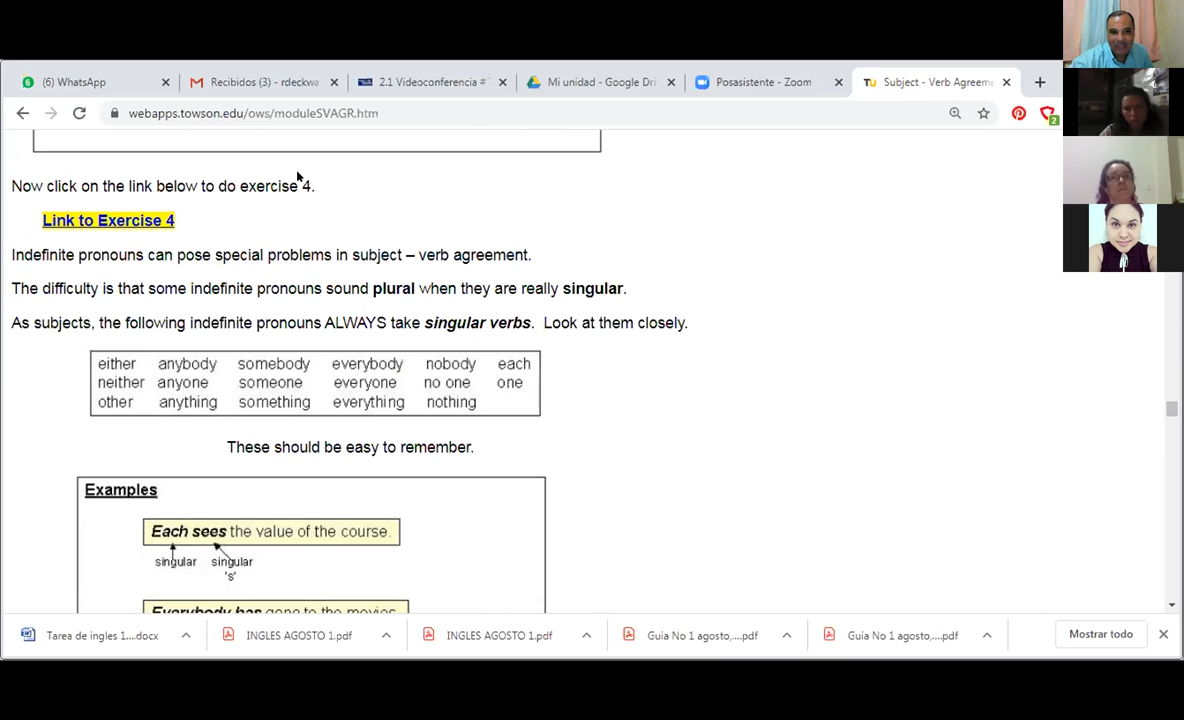 (6) WhatsApp
Recibidos (3) - rdeckwa
2.1 Videoconferencia #
Mi unidad - Google Dri
Posasistente - Zoom
Subject - Verb Agreeme
webapps.towson.edu/ows/moduleSVAGR.htm
2
Now click on the link below to do exercise 4.
Link to Exercise 4
Indefinite pronouns can pose special problems in subject – verb agreement.
The difficulty is that some indefinite pronouns sound plural when they are really singular.
As subjects, the following indefinite pronouns ALWAYS take singular verbs. Look at them closely.
either anybody somebody everybody nobody each
neither anyone someone everyone no one one
other anything something everything nothing
These should be easy to remember.
Examples
Each sees the value of the course.
singular singular
's'
Everybody has gone to the movies.
Tarea de ingles 1....docx
INGLES AGOSTO 1.pdf
INGLES AGOSTO 1.pdf
Guia No 1 agosto,....pdf
Guia No 1 agosto,....pdf
Mostrar todo